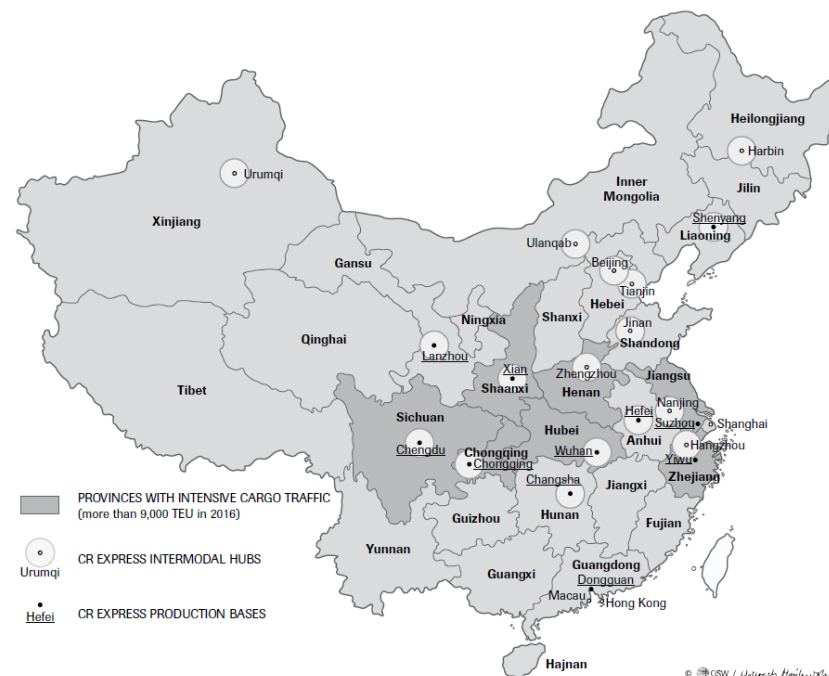 Heilongjiang
Harbin
Urumqi
Inner
Mongolia
Jilin
Shenyang
Xinjiang
Liaoning
Ulanqab
Beijing
Gansu
Tianjin
Hebei
Ningxia
Shanxi
Jinan
Qinghai
Shandong
Lanzhou
Xian
Zhengzhou
Jiangsu
Shaanxi
Henan
Tibet
Nanjing
Sichuan
Hefei
Suzhou
Shanghai
Hubei
Anhui
Hangzhou
Chengdu
Chongqing
Wuhan
Chongqing
Yiwu
Changsha
Zhejiang
Jiangxi
PROVINCES WITH INTENSIVE CARGO TRAFFIC
(more than 9,000 TEU in 2016)
Hunan
Guizhou
Fujian
Yunnan
CR EXPRESS INTERMODAL HUBS
Urumqi
Guangdong
Guangxi
Dongguan
Macau
Hong Kong
Hefei
CR EXPRESS PRODUCTION BASES
Hajnan
© OSW /